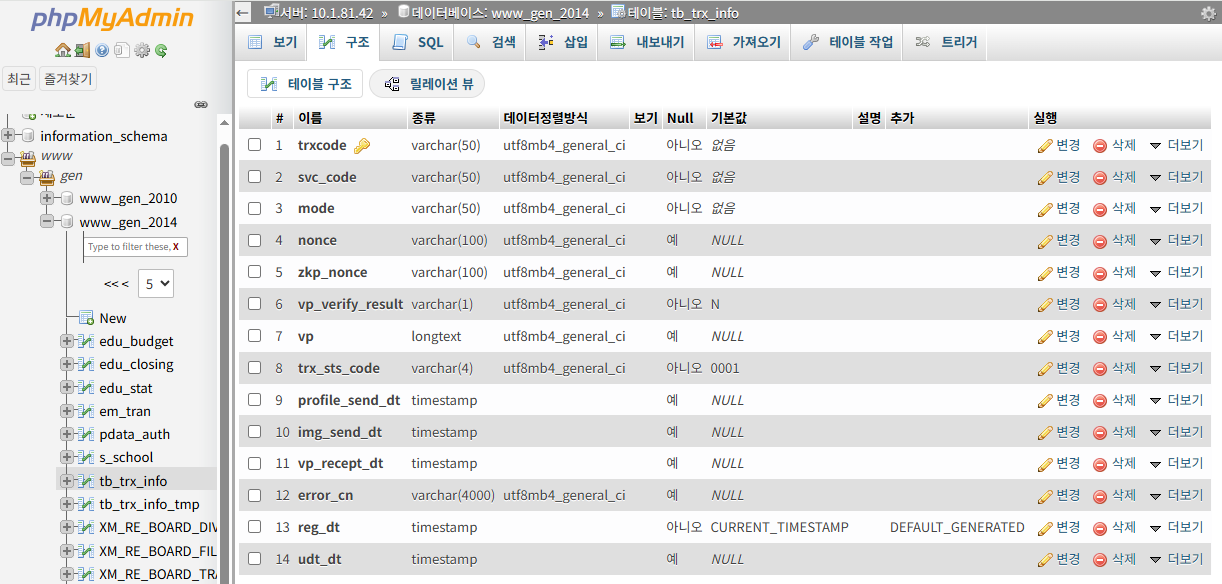 phpMyAdmin
최근 즐겨찾기
information_schema
www
gen
www_gen_2010
www_gen_2014
Type to filter these, X
<< < 5
New
edu_budget
edu_closing
edu_stat
em_tran
pdata_auth
s_school
tb_trx_info
tb_trx_info_tmp
XM_RE_BOARD_DIV
XM_RE_BOARD_FIL
XM_RE_BOARD_TRA
서버: 10.1.81.42 » 데이터베이스: www_gen_2014 » 테이블: tb_trx_info
보기 구조 SQL 검색 삽입 내보내기 가져오기 테이블 작업 트리거
테이블 구조 릴레이션 뷰
# 이름 종류 데이터정렬방식 보기 Null 기본값 설명 추가 실행
1 trxcode varchar(50) utf8mb4_general_ci 아니오 없음 변경 삭제 더보기
2 svc_code varchar(50) utf8mb4_general_ci 아니오 없음 변경 삭제 더보기
3 mode varchar(50) utf8mb4_general_ci 아니오 없음 변경 삭제 더보기
4 nonce varchar(100) utf8mb4_general_ci 예 NULL 변경 삭제 더보기
5 zkp_nonce varchar(100) utf8mb4_general_ci 예 NULL 변경 삭제 더보기
6 vp_verify_result varchar(1) utf8mb4_general_ci 아니오 N 변경 삭제 더보기
7 vp longtext utf8mb4_general_ci 예 NULL 변경 삭제 더보기
8 trx_sts_code varchar(4) utf8mb4_general_ci 아니오 0001 변경 삭제 더보기
9 profile_send_dt timestamp 예 NULL 변경 삭제 더보기
10 img_send_dt timestamp 예 NULL 변경 삭제 더보기
11 vp_recept_dt timestamp 예 NULL 변경 삭제 더보기
12 error_cn varchar(4000) utf8mb4_general_ci 예 NULL 변경 삭제 더보기
13 reg_dt timestamp 아니오 CURRENT_TIMESTAMP DEFAULT_GENERATED 변경 삭제 더보기
14 udt_dt timestamp 예 NULL 변경 삭제 더보기